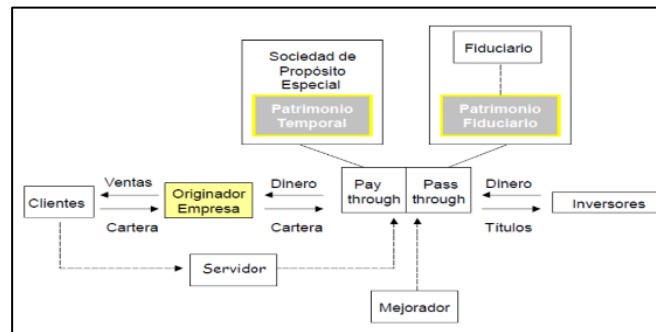 Sociedad de
Propósito
Especial
Patrimonio
Temporal
Fiduciario
Patrimonio
Fiduciario
Clientes
Ventas
Cartera
Originador
Empresa
Dinero
Cartera
Pay
through
Pass
through
Dinero
Títulos
Inversores
Servidor
Mejorador